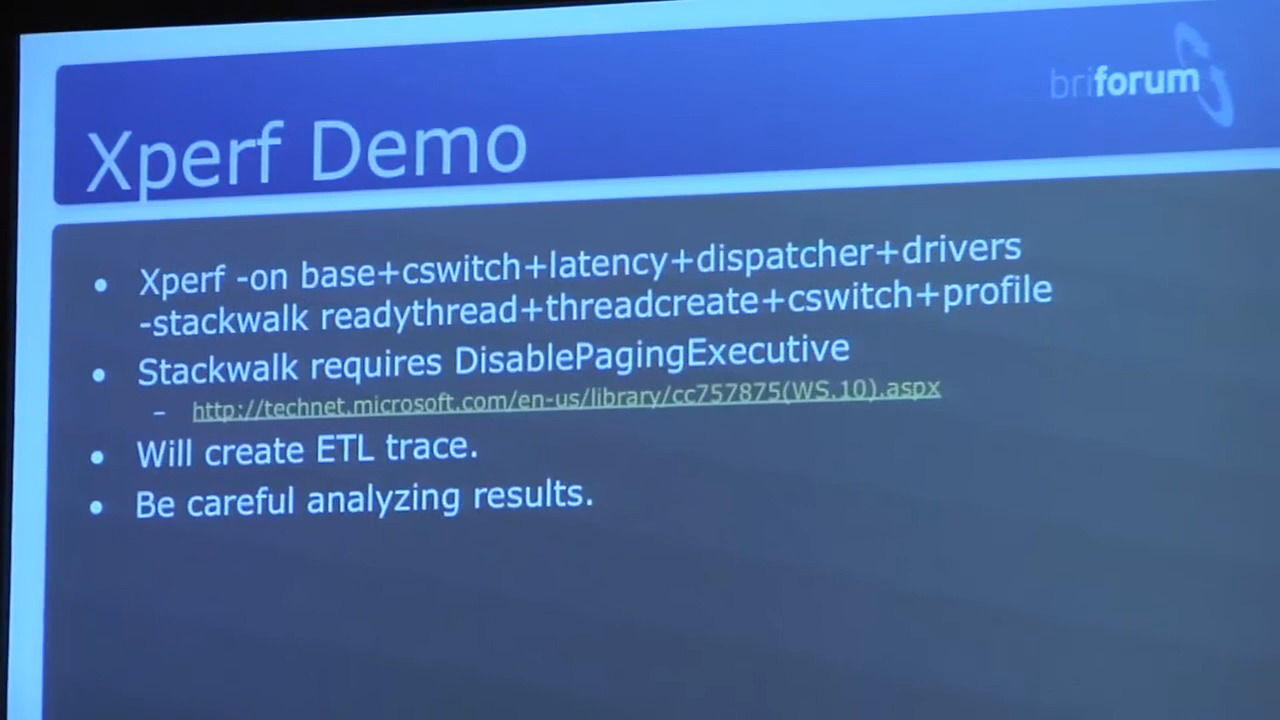 briforum
Xperf Demo
• Xperf -on base+cswitch+latency+dispatcher+drivers
-stackwalk readythread+threadcreate+cswitch+profile
• Stackwalk requires DisablePagingExecutive
– http://technet.microsoft.com/en-us/library/cc757875(WS.10).aspx
• Will create ETL trace.
• Be careful analyzing results.